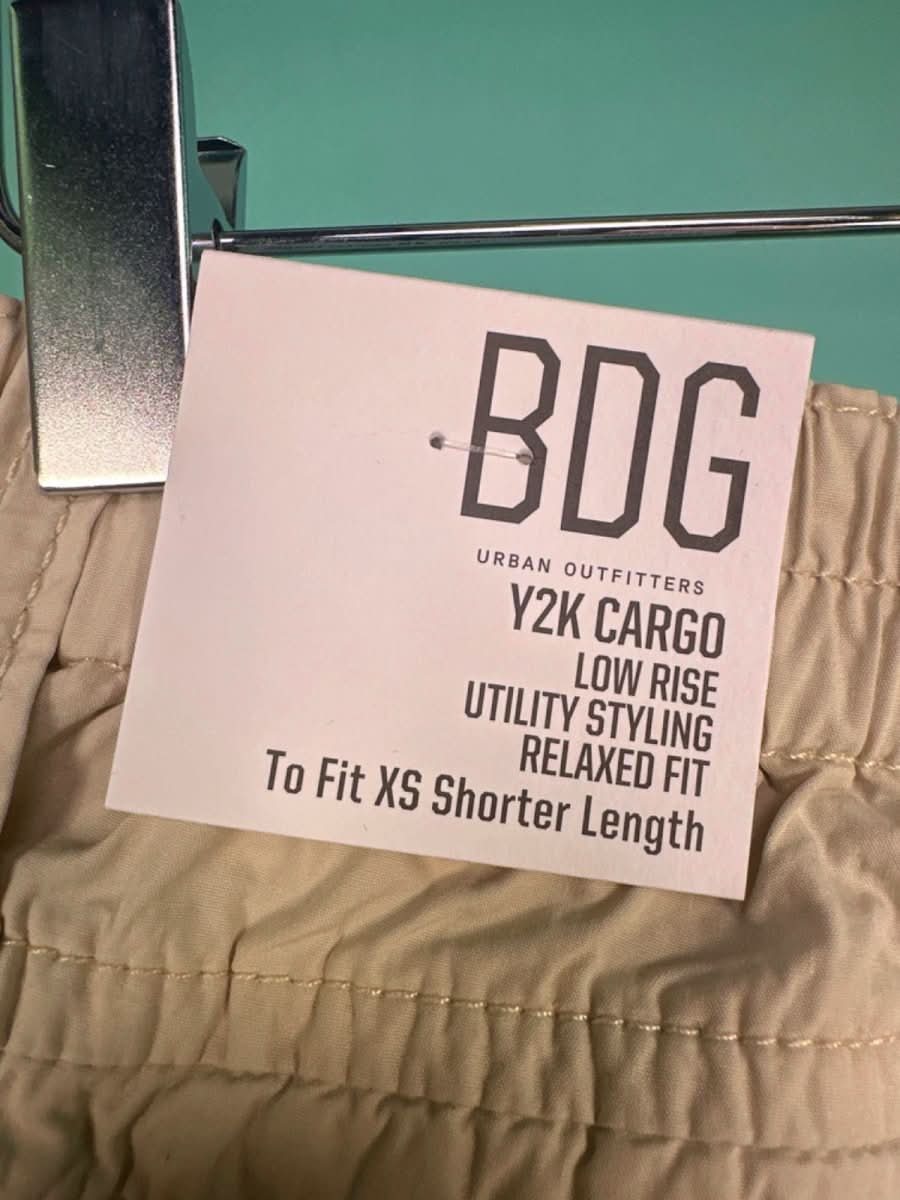 BDG
URBAN OUTFITTERS
Y2K CARGO
LOW RISE
UTILITY STYLING
RELAXED FIT
To Fit XS Shorter Length